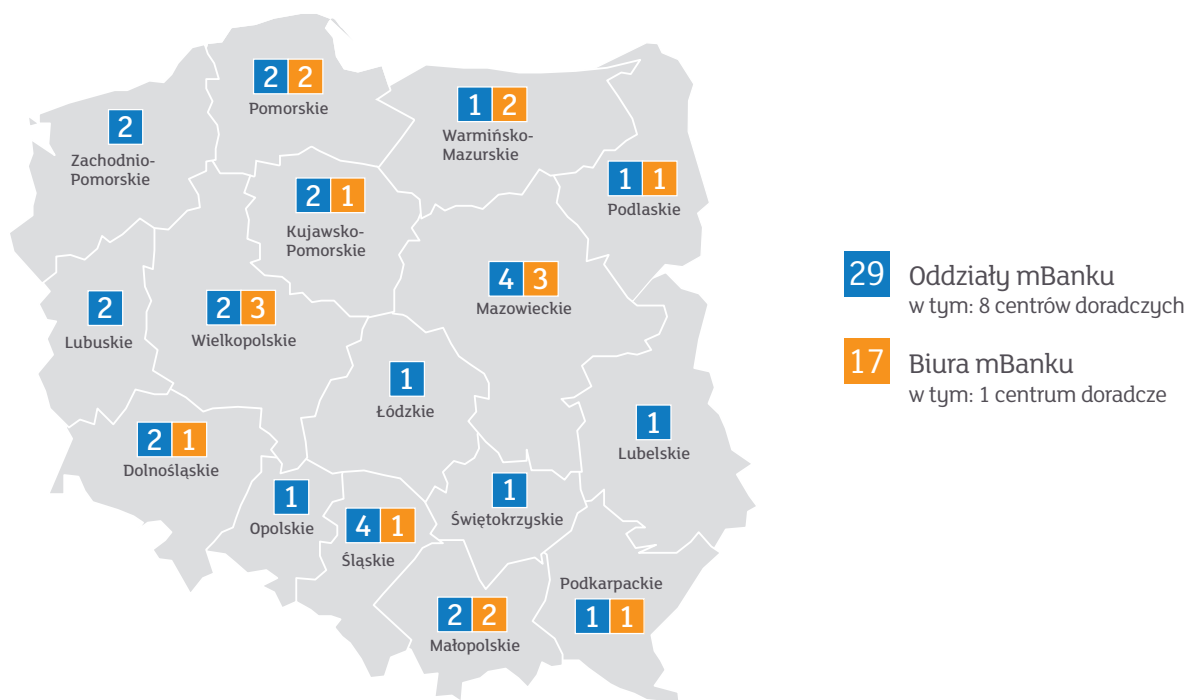 2 2
Pomorskie
1 2
Warmińsko-
Mazurskie
2
Zachodnio-
Pomorskie
1 1
Podlaskie
2 1
Kujawsko-
Pomorskie
4 3
Mazowieckie
2
Lubuskie
2 3
Wielkopolskie
1
Łódzkie
1
Lubelskie
2 1
Dolnośląskie
1
Opolskie
4 1
Śląskie
1
Świętokrzyskie
2 2
Małopolskie
Podkarpackie
1 1
29 Oddziały mBanku
w tym: 8 centrów doradczych
17 Biura mBanku
w tym: 1 centrum doradcze